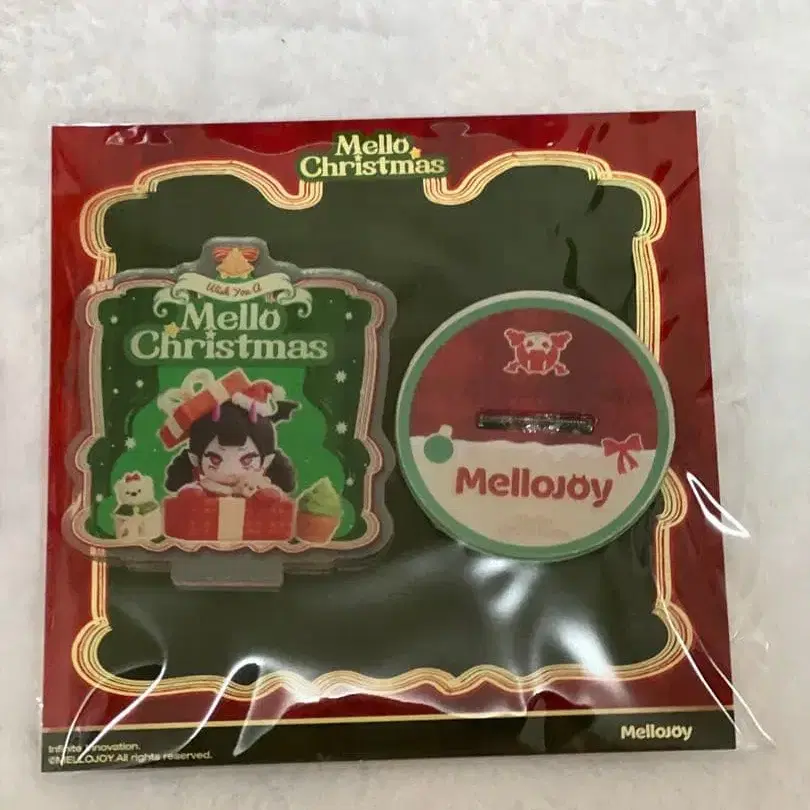 Mello
Christmas
Wish You A
Mello
Christmas
MelloJOY
Infinite Innovation.
©MELLOJOY.All rights reserved.
MelloJOY